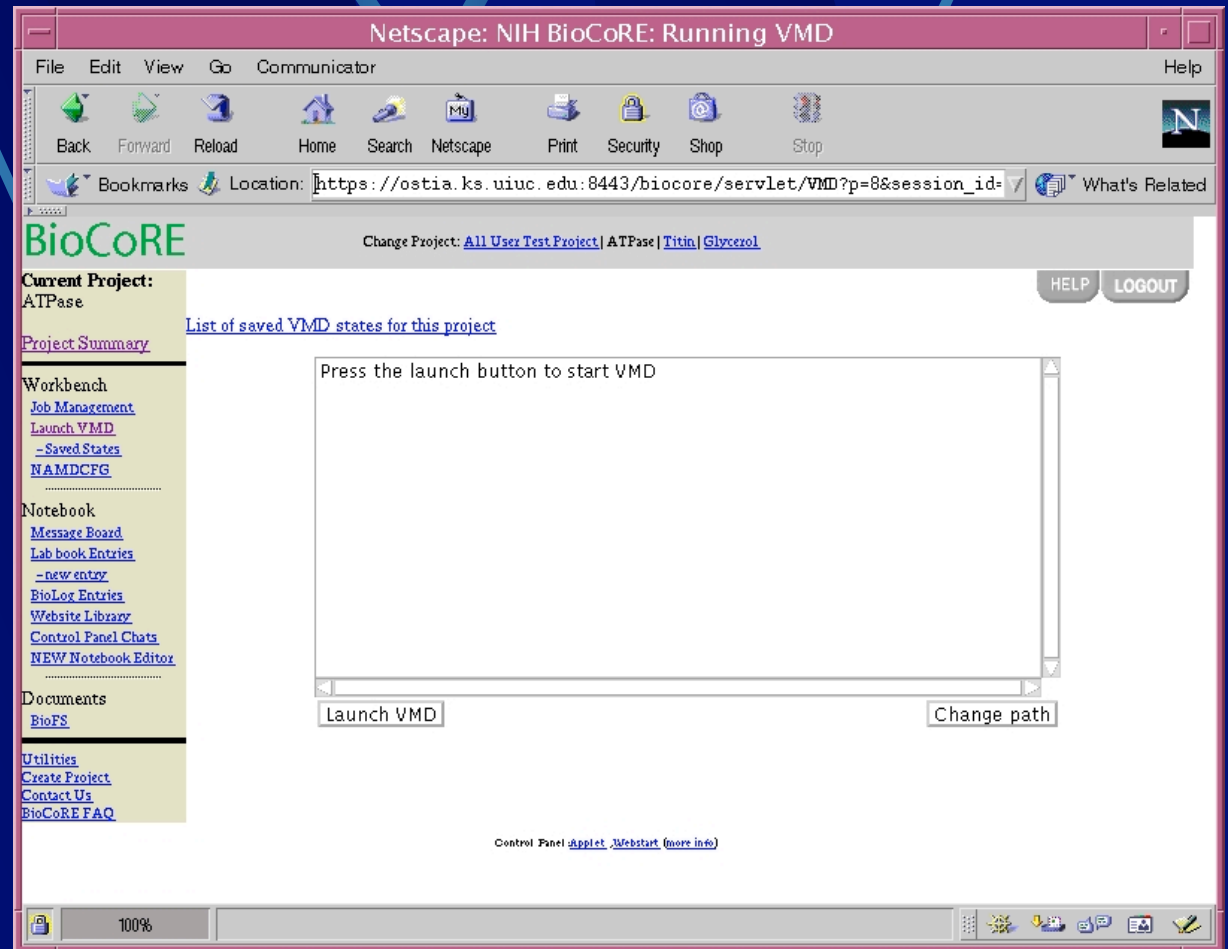 Netscape: NIH BioCoRE: Running VMD
File Edit View Go Communicator Help
My
N
Back Forward Reload Home Search Netscape Print Security Shop Stop
Bookmarks Location: https://ostia.ks.uiuc.edu:8443/biocore/servlet/VMD?p=8&session_id= What's Related
BioCoRE
Change Project: All User Test Project | ATPase | Titin | Glycerol
HELP LOGOUT
Current Project:
ATPase
Project Summary
List of saved VMD states for this project
Press the launch button to start VMD
Workbench
Job Management
Launch VMD
-Saved States
NAMDCFG
Notebook
Message Board
Lab book Entries
-new entry
BioLog Entries
Website Library
Control Panel Chats
NEW Notebook Editor
Documents
BioFS
Launch VMD Change path
Utilities
Create Project
Contact Us
BioCoRE FAQ
Control Panel :Applet ,Webstart (more info)
100%